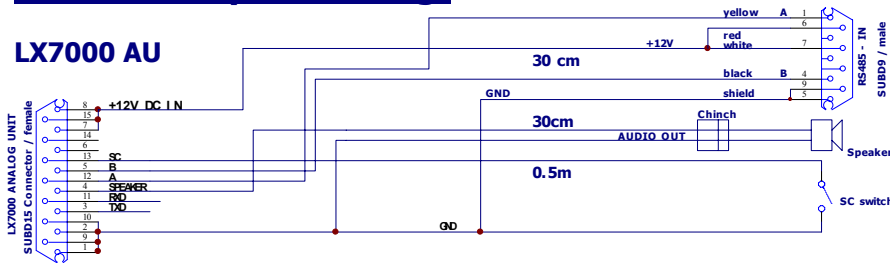 LX7000 AU
LX7000 ANALOG UNIT
SUBD15 Connector / female
8
15
7
14
6
13
5
12
4
11
3
10
2
9
1
+12V DC IN
SC
B
A
SPEAKER
RXD
TXD
GND
30 cm
30cm
0.5m
GND
+12V
yellow A
red
white
black B
shield
1
6
7
4
9
5
RS485 - IN
SUBD9 / male
Chinch
AUDIO OUT
Speaker
SC switch